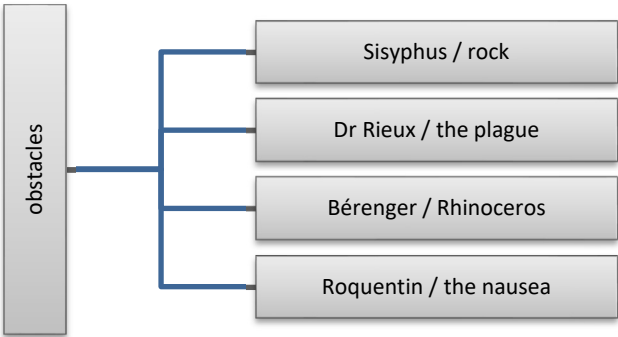 obstacles
Sisyphus / rock
Dr Rieux / the plague
Bérenger / Rhinoceros
Roquentin / the nausea